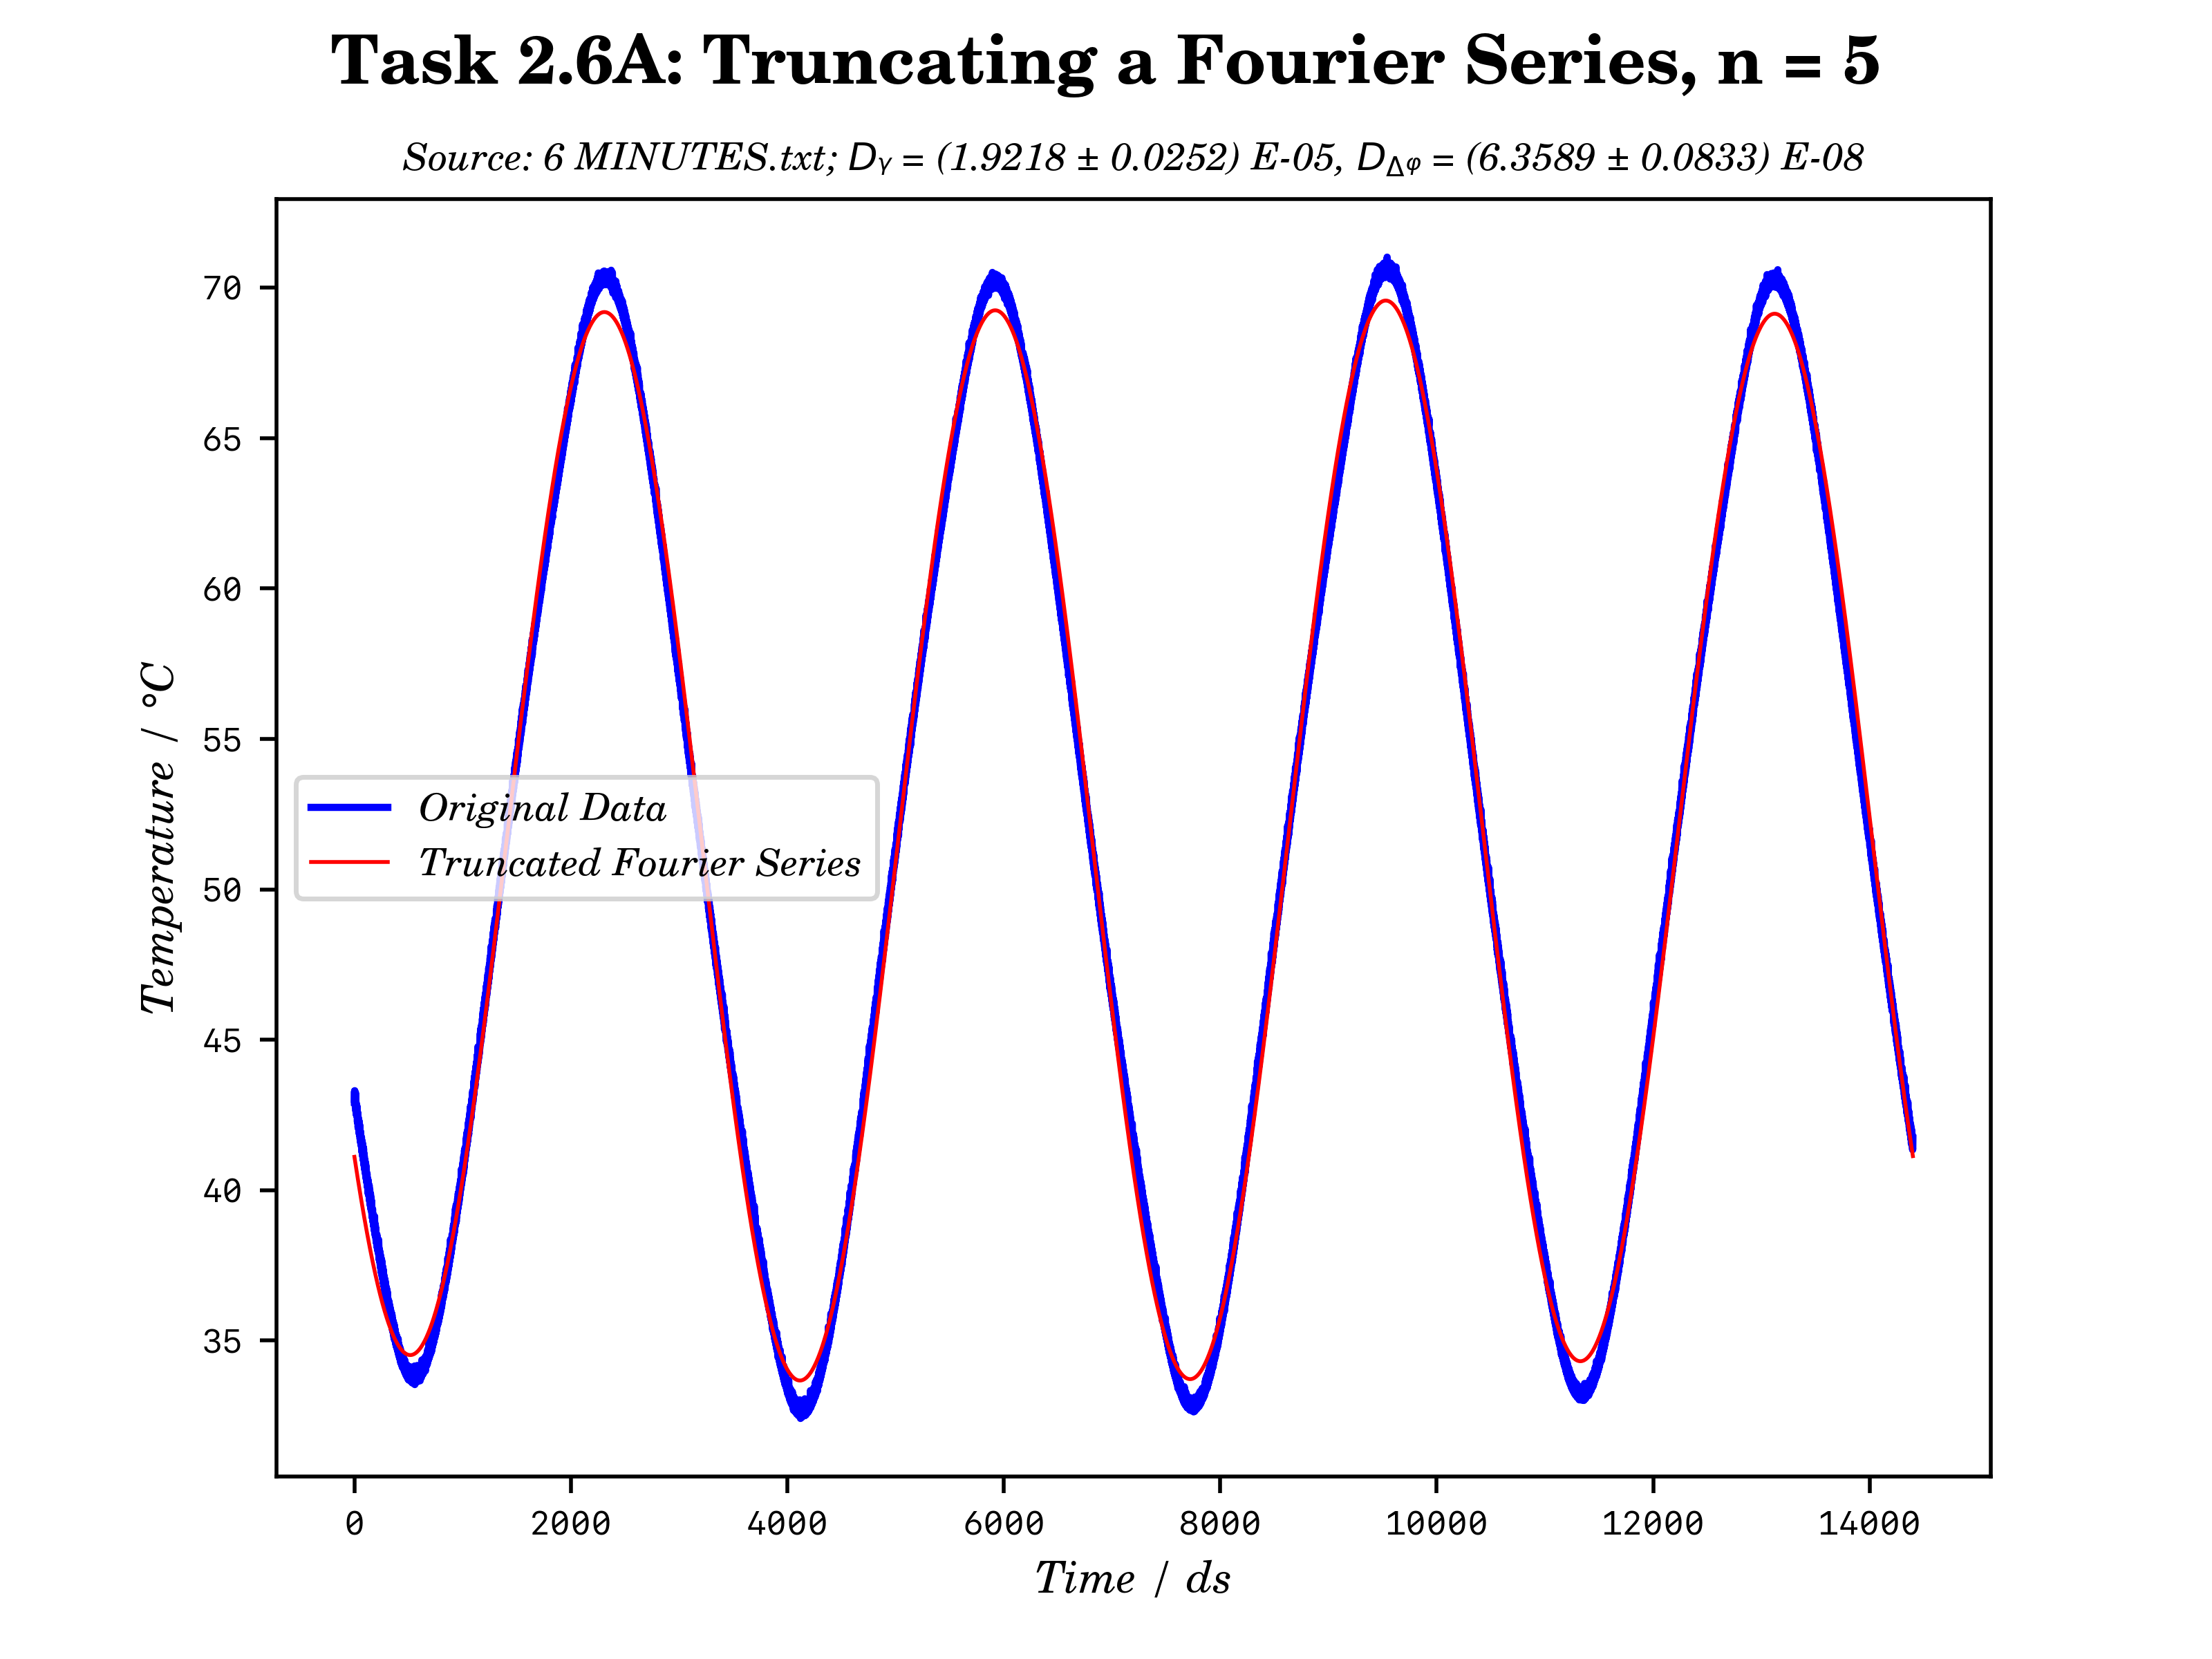 Task 2.6A: Truncating a Fourier Series, n = 5
Source: 6 MINUTES.txt; Dγ = (1.9218 ± 0.0252) E-05, DΔφ = (6.3589 ± 0.0833) E-08
Temperature / °C
70
65
60
55
50
45
40
35
Original Data
Truncated Fourier Series
0 2000 4000 6000 8000 10000 12000 14000
Time / ds